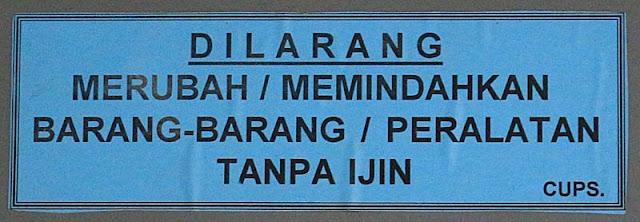 DILARANG
MERUBAH / MEMINDAHKAN
BARANG-BARANG / PERALATAN
TANPA IJIN
CUPS.